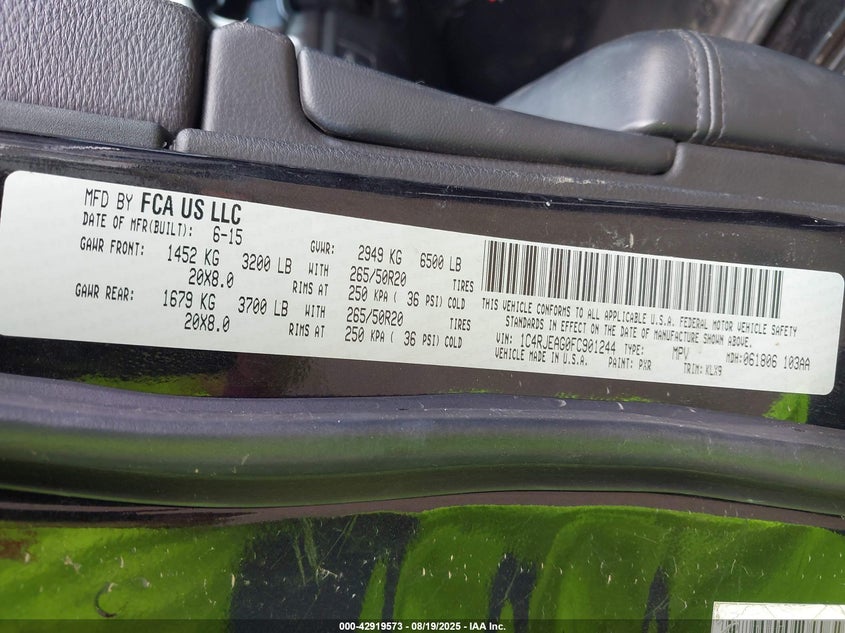 MFD BY FCA US LLC
DATE OF MFR(BUILT): 6-15 GVWR: 2949 KG 6500 LB
GAWR FRONT: 1452 KG 3200 LB WITH 265/50R20 TIRES
20X8.0 RIMS AT 250 KPA ( 36 PSI) COLD
GAWR REAR: 1679 KG 3700 LB WITH 265/50R20 TIRES
20X8.0 RIMS AT 250 KPA ( 36 PSI) COLD
THIS VEHICLE CONFORMS TO ALL APPLICABLE U.S.A. FEDERAL MOTOR VEHICLE SAFETY
STANDARDS IN EFFECT ON THE DATE OF MANUFACTURE SHOWN ABOVE.
VIN: 1C4RJEAG0FC901244 TYPE: MPV MDH:061806 103AA
VEHICLE MADE IN U.S.A. PAINT: PXR TRIM: KLX9
000-42919573 — 08/19/2025 — IAA Inc.